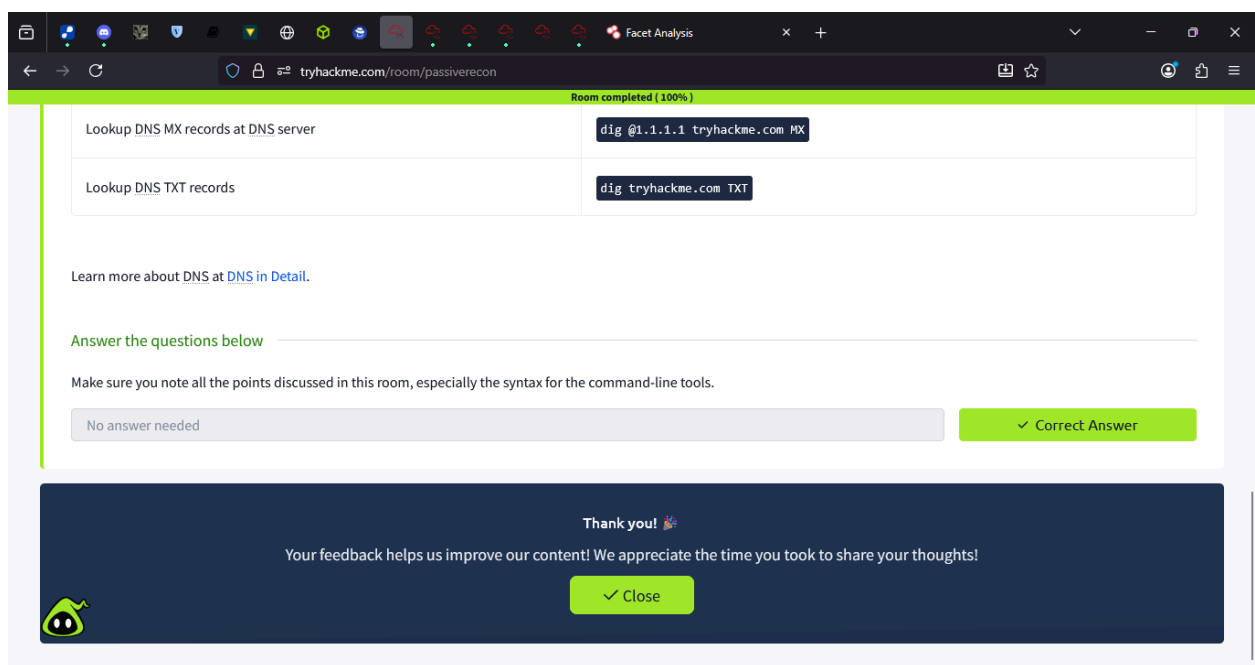 Facet Analysis
tryhackme.com/room/passiverecon
Room completed ( 100% )
Lookup DNS MX records at DNS server
dig @1.1.1.1 tryhackme.com MX
Lookup DNS TXT records
dig tryhackme.com TXT
Learn more about DNS at DNS in Detail.
Answer the questions below
Make sure you note all the points discussed in this room, especially the syntax for the command-line tools.
No answer needed
✓ Correct Answer
Thank you! 🎉
Your feedback helps us improve our content! We appreciate the time you took to share your thoughts!
✓ Close